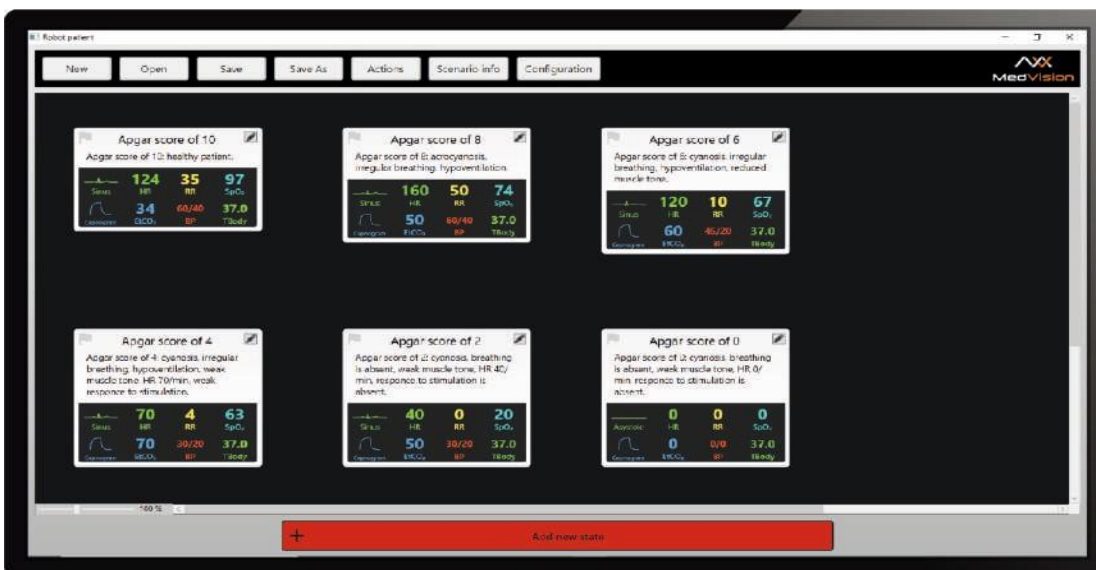 Robot patient
New Open Save Save As Actions Scenario info Configuration
MedVision
Apgar score of 10
Apgar score of 10: healthy patient.
124 35 97
Sinus HR RR SpO₂
34 60/40 37.0
Capnogram EtCO₂ BP TBody
Apgar score of 8
Apgar score of 8: acrocyanosis,
irregular breathing, hypoventilation.
160 50 74
Sinus HR RR SpO₂
50 60/40 37.0
Capnogram EtCO₂ BP TBody
Apgar score of 6
Apgar score of 6: cyanosis, irregular
breathing, hypoventilation, reduced
muscle tone.
120 10 67
Sinus HR RR SpO₂
60 45/20 37.0
Capnogram EtCO₂ BP TBody
Apgar score of 4
Apgar score of 4: cyanosis, irregular
breathing, hypoventilation, weak
muscle tone, HR 70/min, weak
responce to stimulation.
70 4 63
Sinus HR RR SpO₂
70 30/20 37.0
Capnogram EtCO₂ BP TBody
Apgar score of 2
Apgar score of 2: cyanosis, breathing
is absent, weak muscle tone, HR 40/
min, responce to stimulation is
absent.
40 0 20
Sinus HR RR SpO₂
50 30/20 37.0
Capnogram EtCO₂ BP TBody
Apgar score of 0
Apgar score of 0: cyanosis, breathing
is absent, weak muscle tone, HR 0/
min, responce to stimulation is
absent.
0 0 0
Asystole HR RR SpO₂
0 0/0 37.0
Capnogram EtCO₂ BP TBody
100 %
+ Add new state